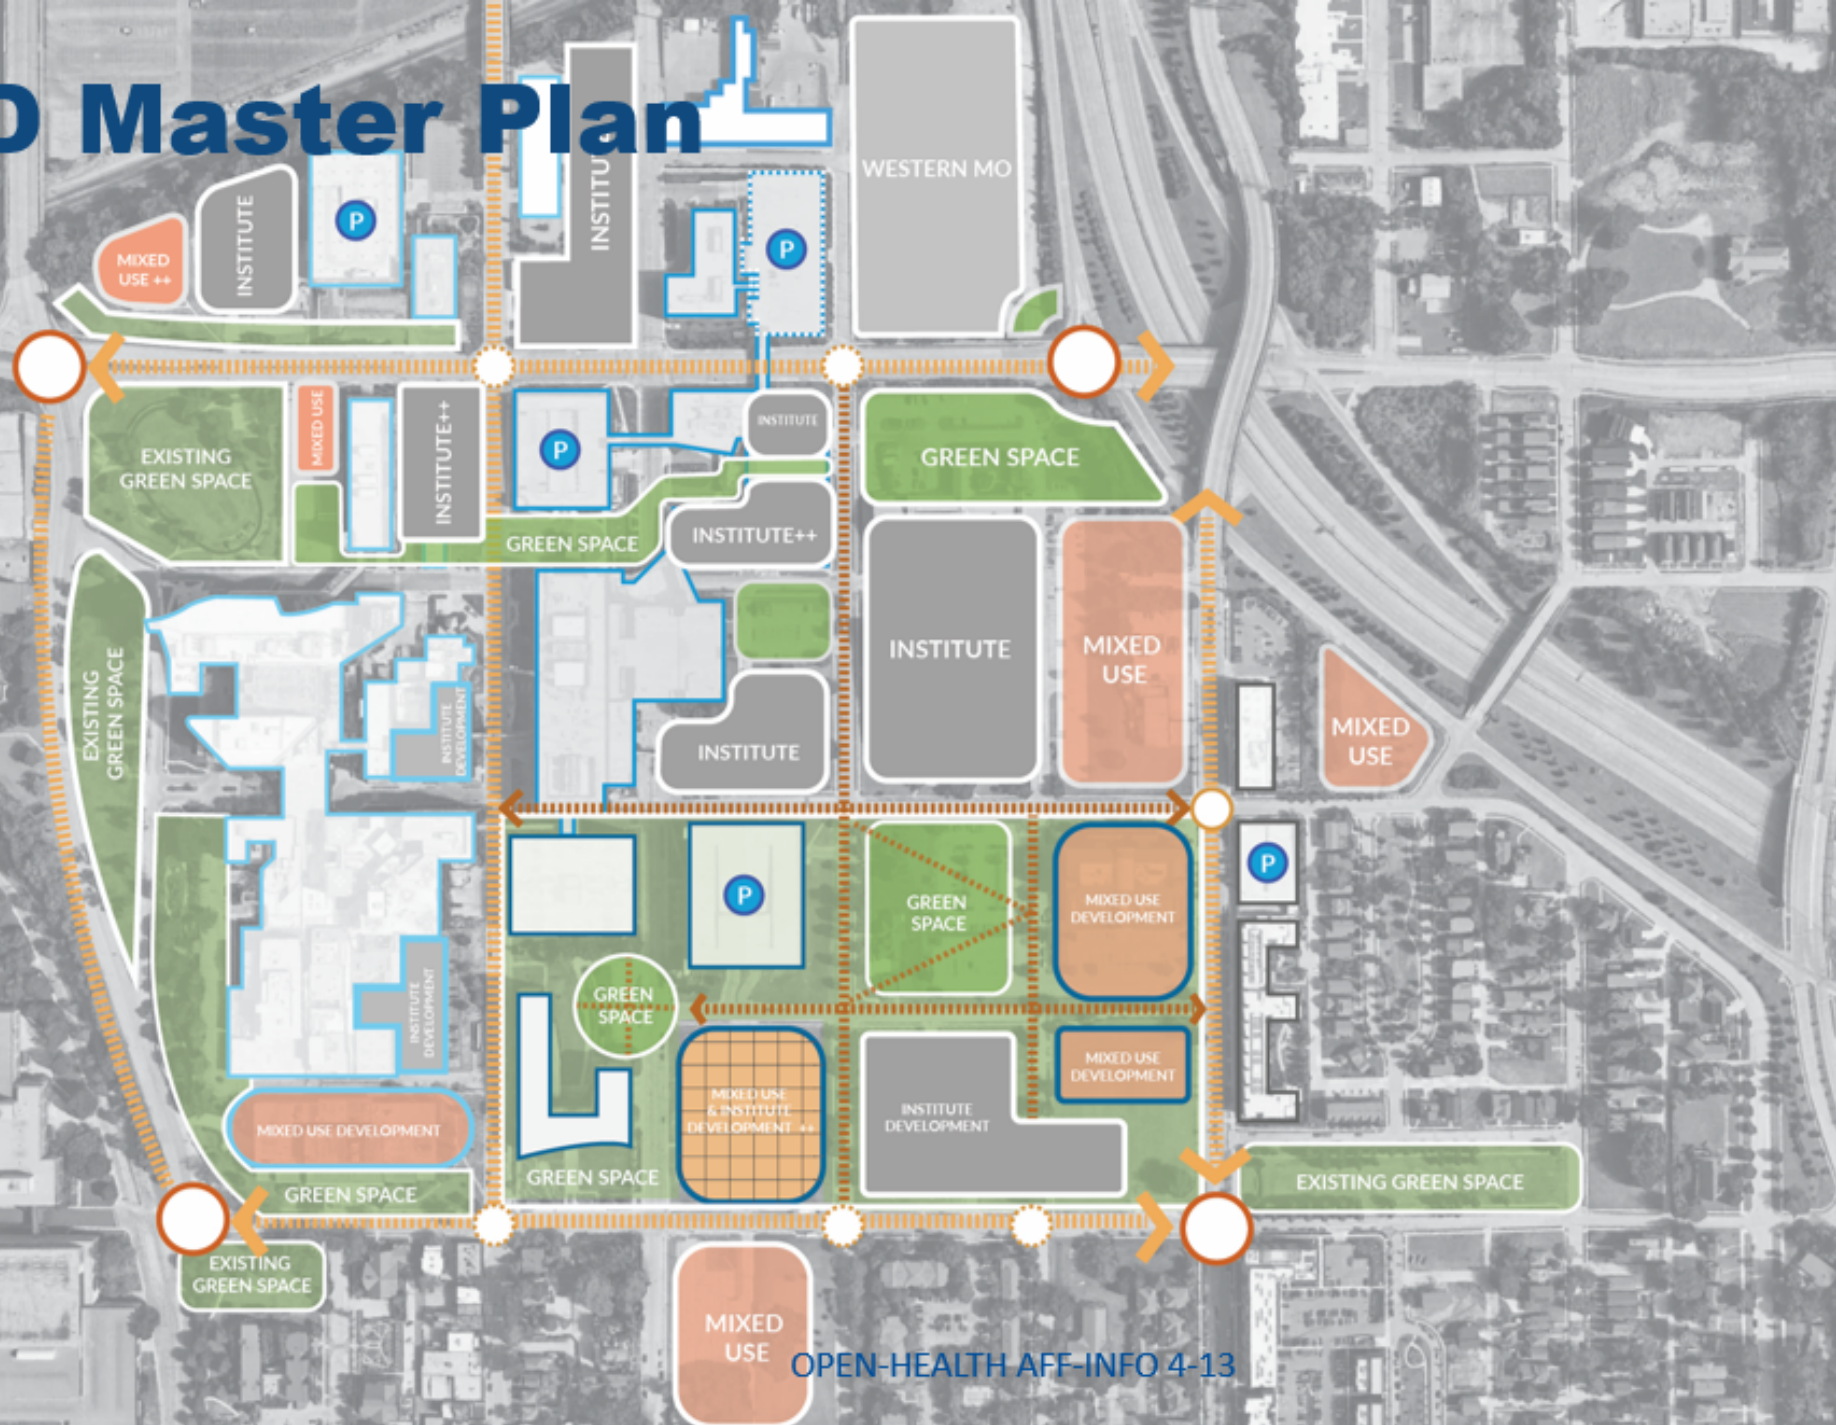 D Master Plan
WESTERN MO
INSTITUTE
INSTITUTE
P
P
MIXED
USE ++
INSTITUTE
MIXED USE
INSTITUTE++
P
EXISTING
GREEN SPACE
GREEN SPACE
INSTITUTE++
GREEN SPACE
EXISTING
GREEN SPACE
INSTITUTE
DEVELOPMENT
INSTITUTE
INSTITUTE
MIXED
USE
MIXED
USE
P
P
GREEN
SPACE
MIXED USE
DEVELOPMENT
GREEN
SPACE
INSTITUTE
DEVELOPMENT
MIXED USE
DEVELOPMENT
MIXED USE
& INSTITUTE
DEVELOPMENT ++
INSTITUTE
DEVELOPMENT
MIXED USE DEVELOPMENT
GREEN SPACE
GREEN SPACE
EXISTING GREEN SPACE
EXISTING
GREEN SPACE
MIXED
USE
OPEN-HEALTH AFF-INFO 4-13